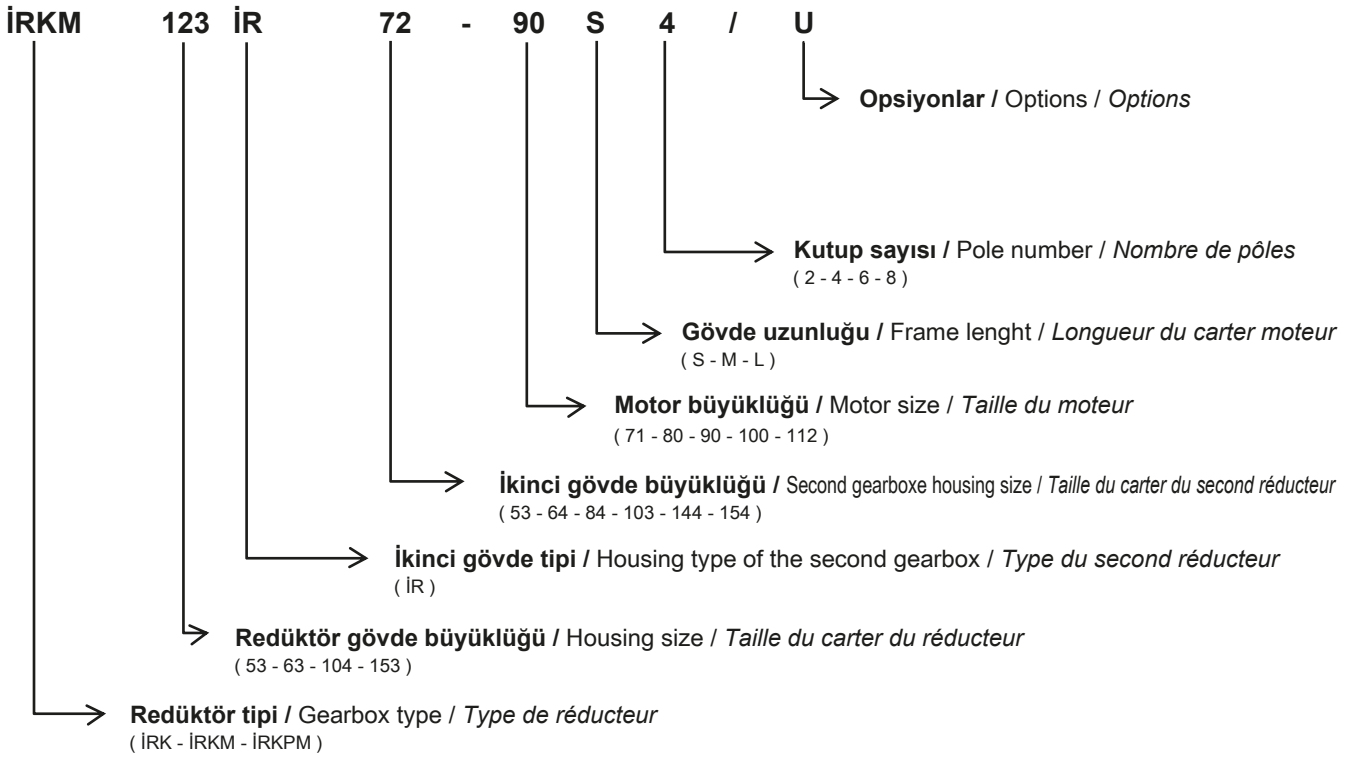 İRKM 123 İR 72 - 90 S 4 / U
Opsiyonlar / Options / Options
Kutup sayısı / Pole number / Nombre de pôles
( 2 - 4 - 6 - 8 )
Gövde uzunluğu / Frame lenght / Longueur du carter moteur
( S - M - L )
Motor büyüklüğü / Motor size / Taille du moteur
( 71 - 80 - 90 - 100 - 112 )
İkinci gövde büyüklüğü / Second gearboxe housing size / Taille du carter du second réducteur
( 53 - 64 - 84 - 103 - 144 - 154 )
İkinci gövde tipi / Housing type of the second gearbox / Type du second réducteur
( İR )
Redüktör gövde büyüklüğü / Housing size / Taille du carter du réducteur
( 53 - 63 - 104 - 153 )
Redüktör tipi / Gearbox type / Type de réducteur
( İRK - İRKM - İRKPM )